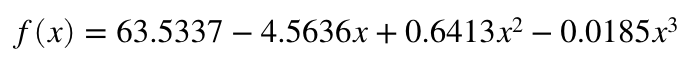 f(x) = 63.5337 − 4.5636x + 0.6413x² − 0.0185x³